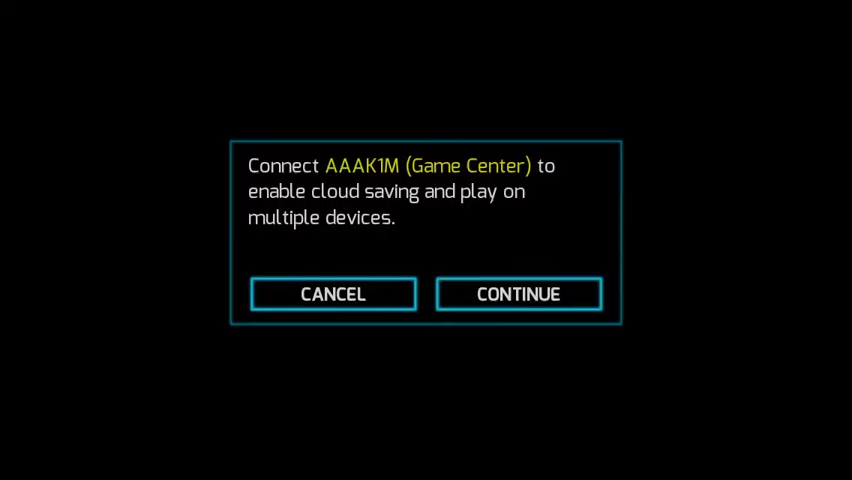 Connect AAAK1M (Game Center) to
enable cloud saving and play on
multiple devices.
CANCEL CONTINUE